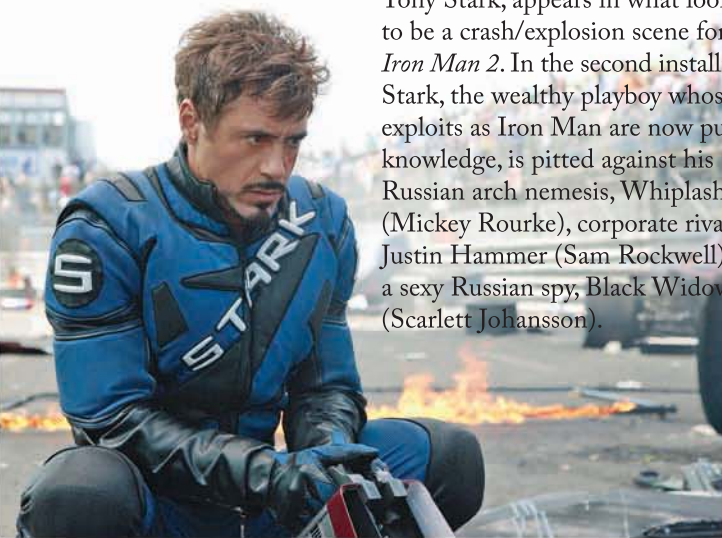 Tony Stark, appears in what
to be a crash/explosion scene
Iron Man 2. In the second
Stark, the wealthy playboy
exploits as Iron Man are now
knowledge, is pitted against his
Russian arch nemesis, Whiplash
(Mickey Rourke), corporate
Justin Hammer (Sam Rockwell)
a sexy Russian spy, Black
(Scarlett Johansson).
S
STARK